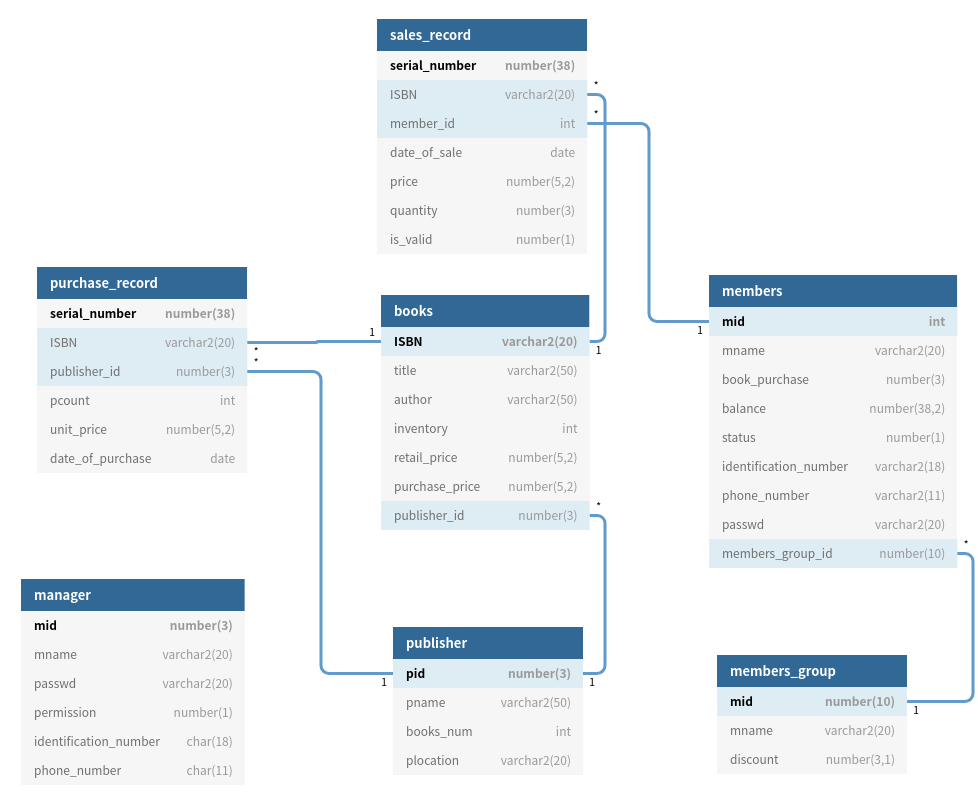 sales_record
serial_number number(38)
ISBN varchar2(20)
member_id int
date_of_sale date
price number(5,2)
quantity number(3)
is_valid number(1)
*
*
purchase_record
serial_number number(38)
ISBN varchar2(20)
publisher_id number(3)
pcount int
unit_price number(5,2)
date_of_purchase date
*
*
1
books
ISBN varchar2(20)
title varchar2(50)
author varchar2(50)
inventory int
retail_price number(5,2)
purchase_price number(5,2)
publisher_id number(3)
1
*
members
mid int
mname varchar2(20)
book_purchase number(3)
balance number(38,2)
status number(1)
identification_number varchar2(18)
phone_number varchar2(11)
passwd varchar2(20)
members_group_id number(10)
1
*
manager
mid number(3)
mname varchar2(20)
passwd varchar2(20)
permission number(1)
identification_number char(18)
phone_number char(11)
publisher
pid number(3)
pname varchar2(50)
books_num int
plocation varchar2(20)
1
1
members_group
mid number(10)
mname varchar2(20)
discount number(3,1)
1